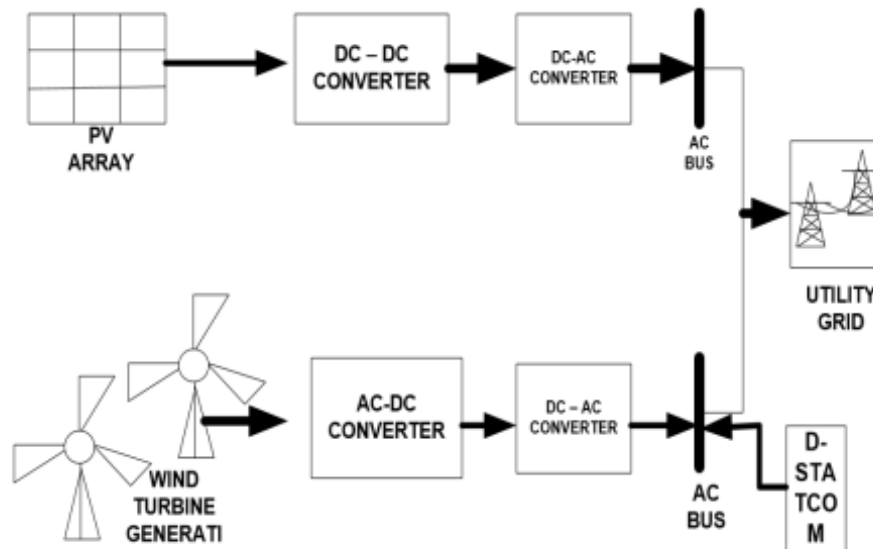 PV
ARRAY
DC – DC
CONVERTER
DC-AC
CONVERTER
AC
BUS
UTILITY
GRID
WIND
TURBINE
GENERATI
AC-DC
CONVERTER
DC – AC
CONVERTER
AC
BUS
D-
STA
TCO
M